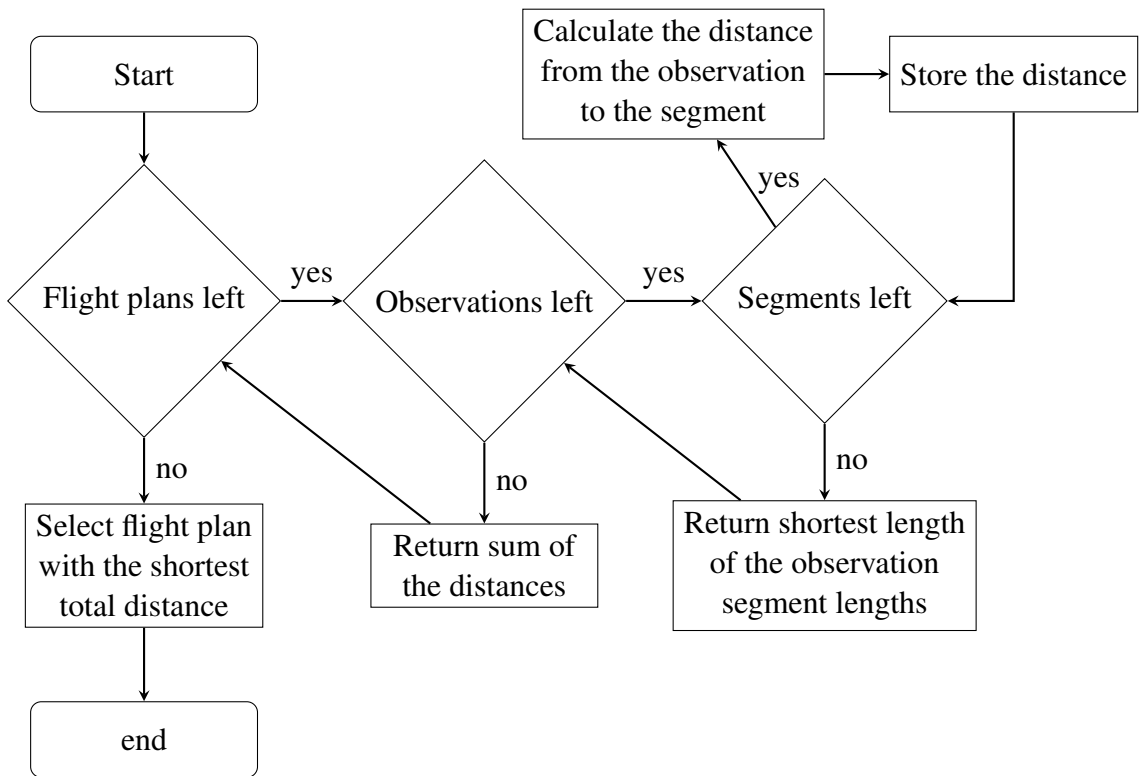 Start
Calculate the distance
from the observation
to the segment
Store the distance
yes
Flight plans left
yes
Observations left
yes
Segments left
no
no
no
Select flight plan
with the shortest
total distance
Return sum of
the distances
Return shortest length
of the observation
segment lengths
end